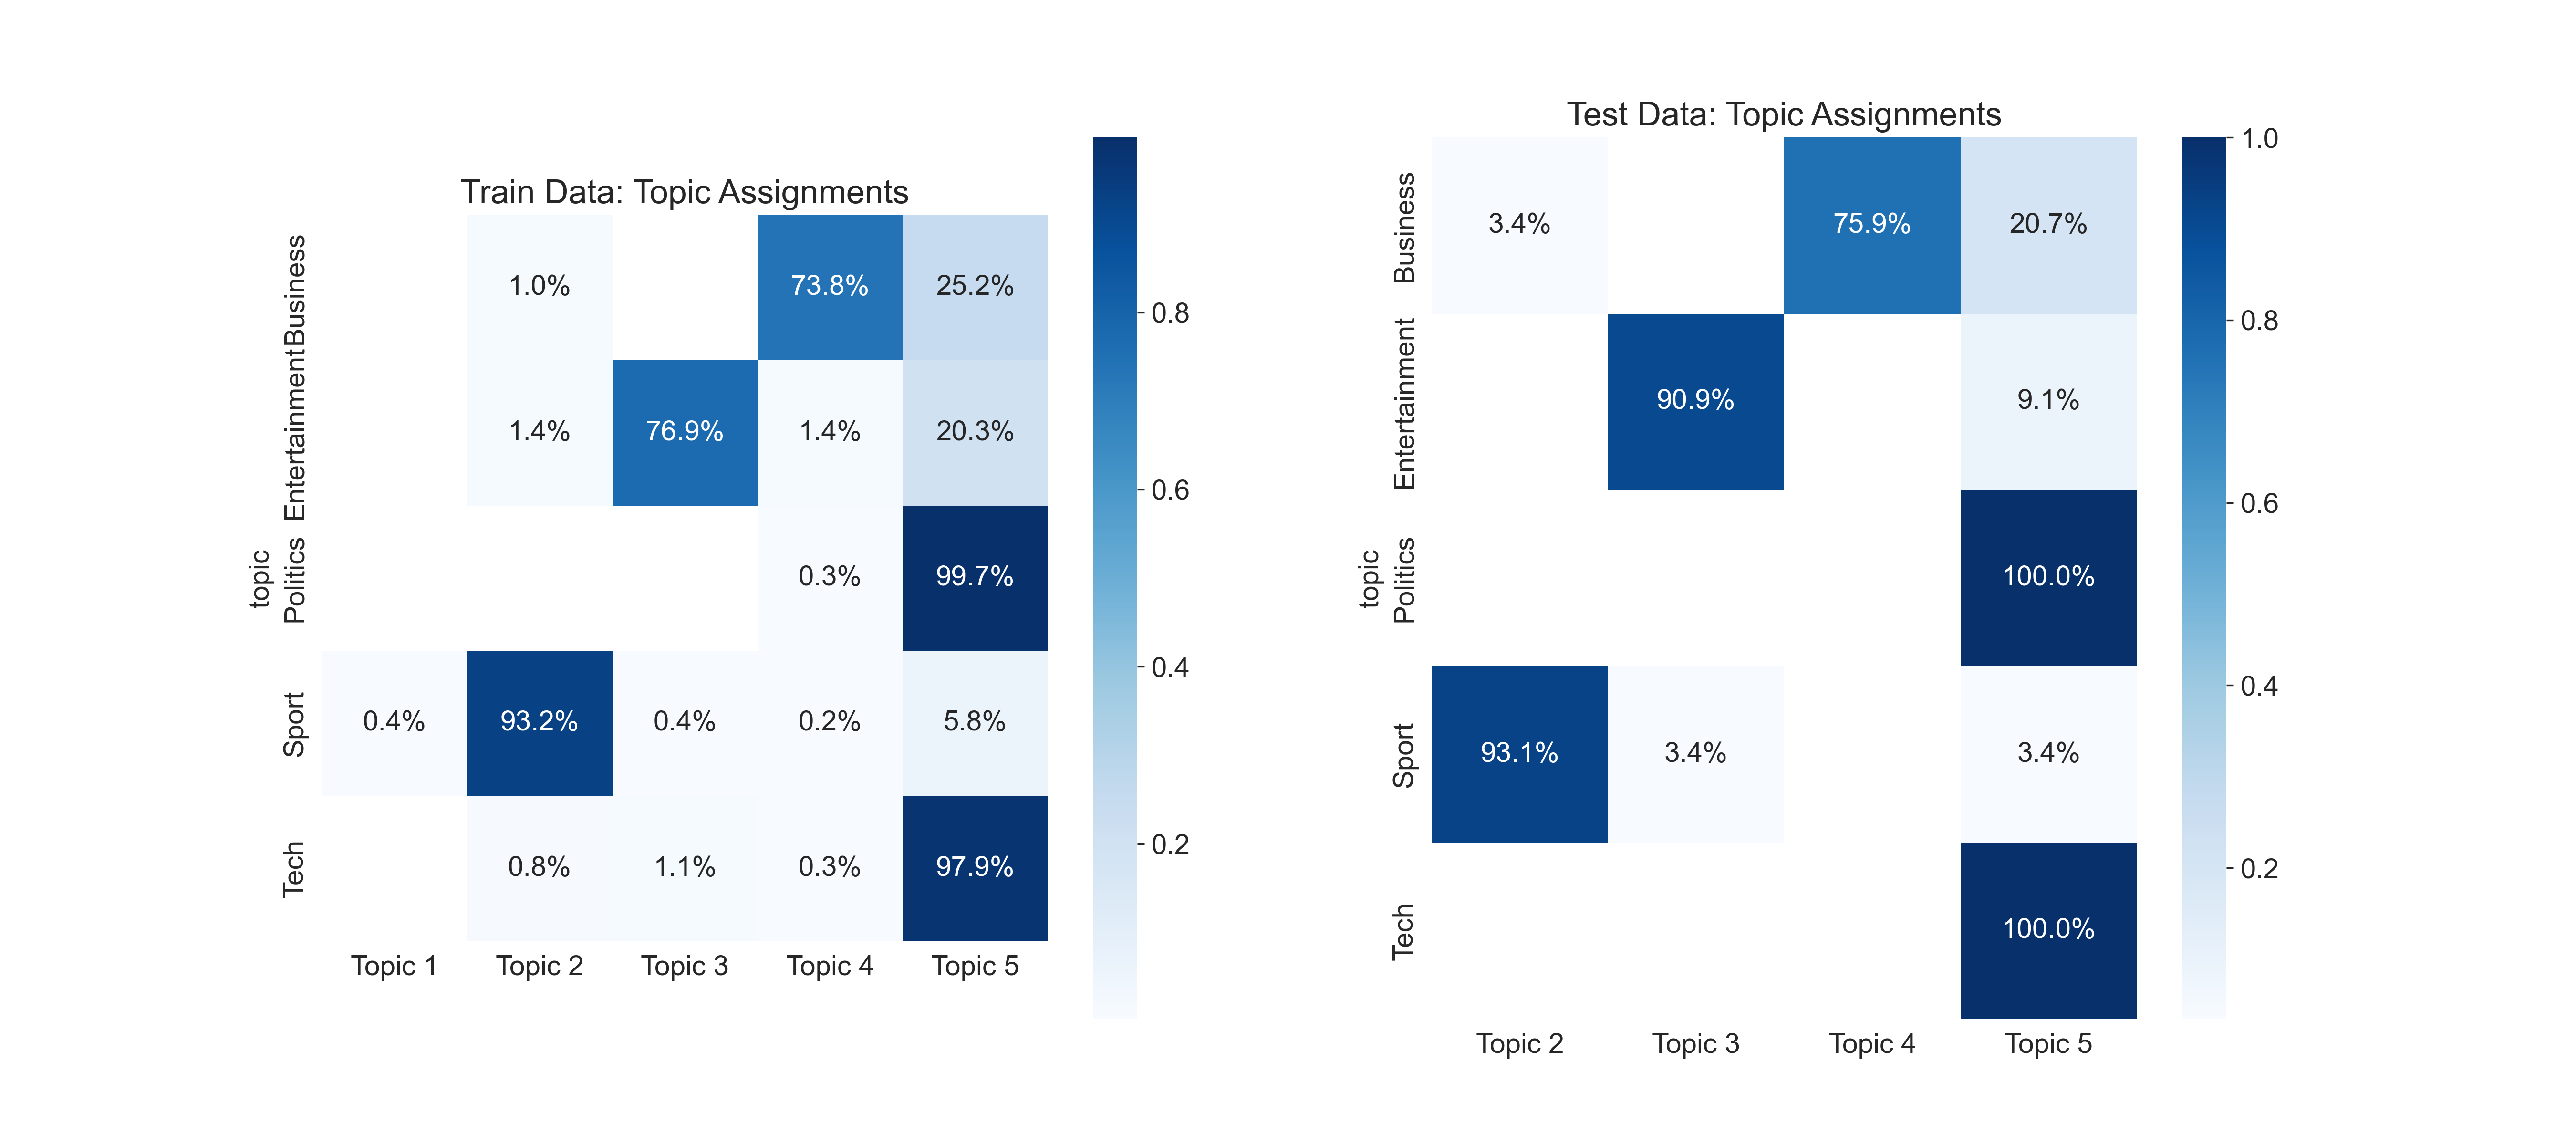 Train Data: Topic Assignments
Business
1.0%
73.8%
25.2%
Entertainment
1.4%
76.9%
1.4%
20.3%
topic
Politics
0.3%
99.7%
Sport
0.4%
93.2%
0.4%
0.2%
5.8%
Tech
0.8%
1.1%
0.3%
97.9%
Topic 1
Topic 2
Topic 3
Topic 4
Topic 5
0.8
0.6
0.4
0.2
Test Data: Topic Assignments
Business
3.4%
75.9%
20.7%
Entertainment
90.9%
9.1%
topic
Politics
100.0%
Sport
93.1%
3.4%
3.4%
Tech
100.0%
Topic 2
Topic 3
Topic 4
Topic 5
1.0
0.8
0.6
0.4
0.2